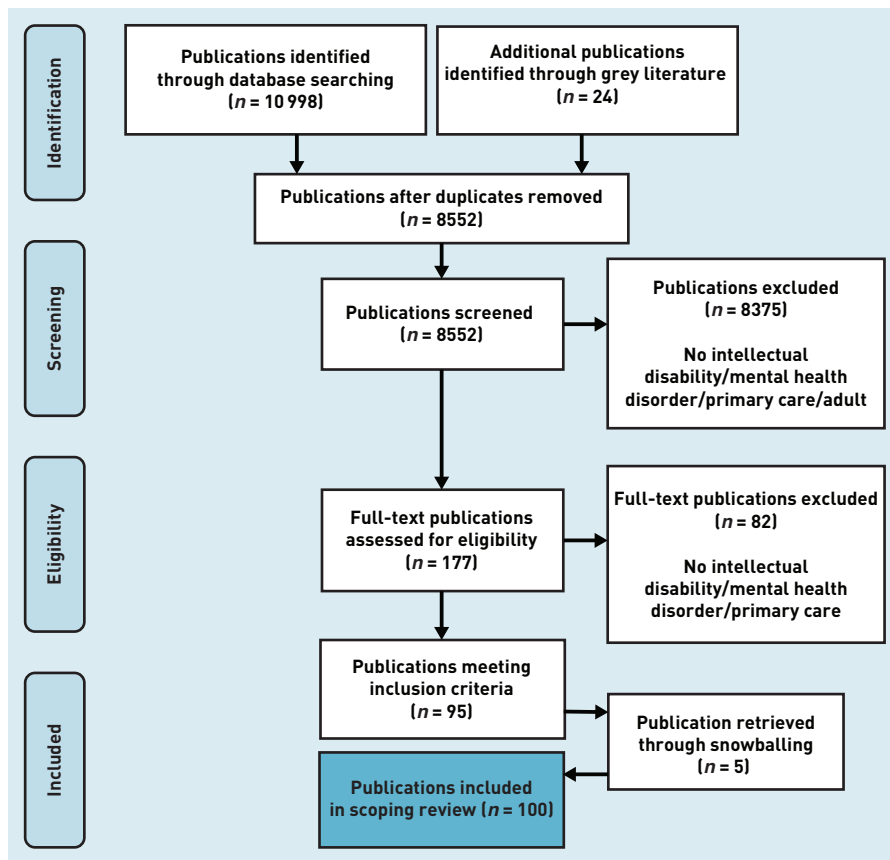 Identification
Publications identified
through database searching
(n = 10 998)
Additional publications
identified through grey literature
(n = 24)
Publications after duplicates removed
(n = 8552)
Screening
Publications screened
(n = 8552)
Publications excluded
(n = 8375)
No intellectual
disability/mental health
disorder/primary care/adult
Eligibility
Full-text publications
assessed for eligibility
(n = 177)
Full-text publications excluded
(n = 82)
No intellectual
disability/mental health
disorder/primary care
Included
Publications meeting
inclusion criteria
(n = 95)
Publication retrieved
through snowballing
(n = 5)
Publications included
in scoping review (n = 100)